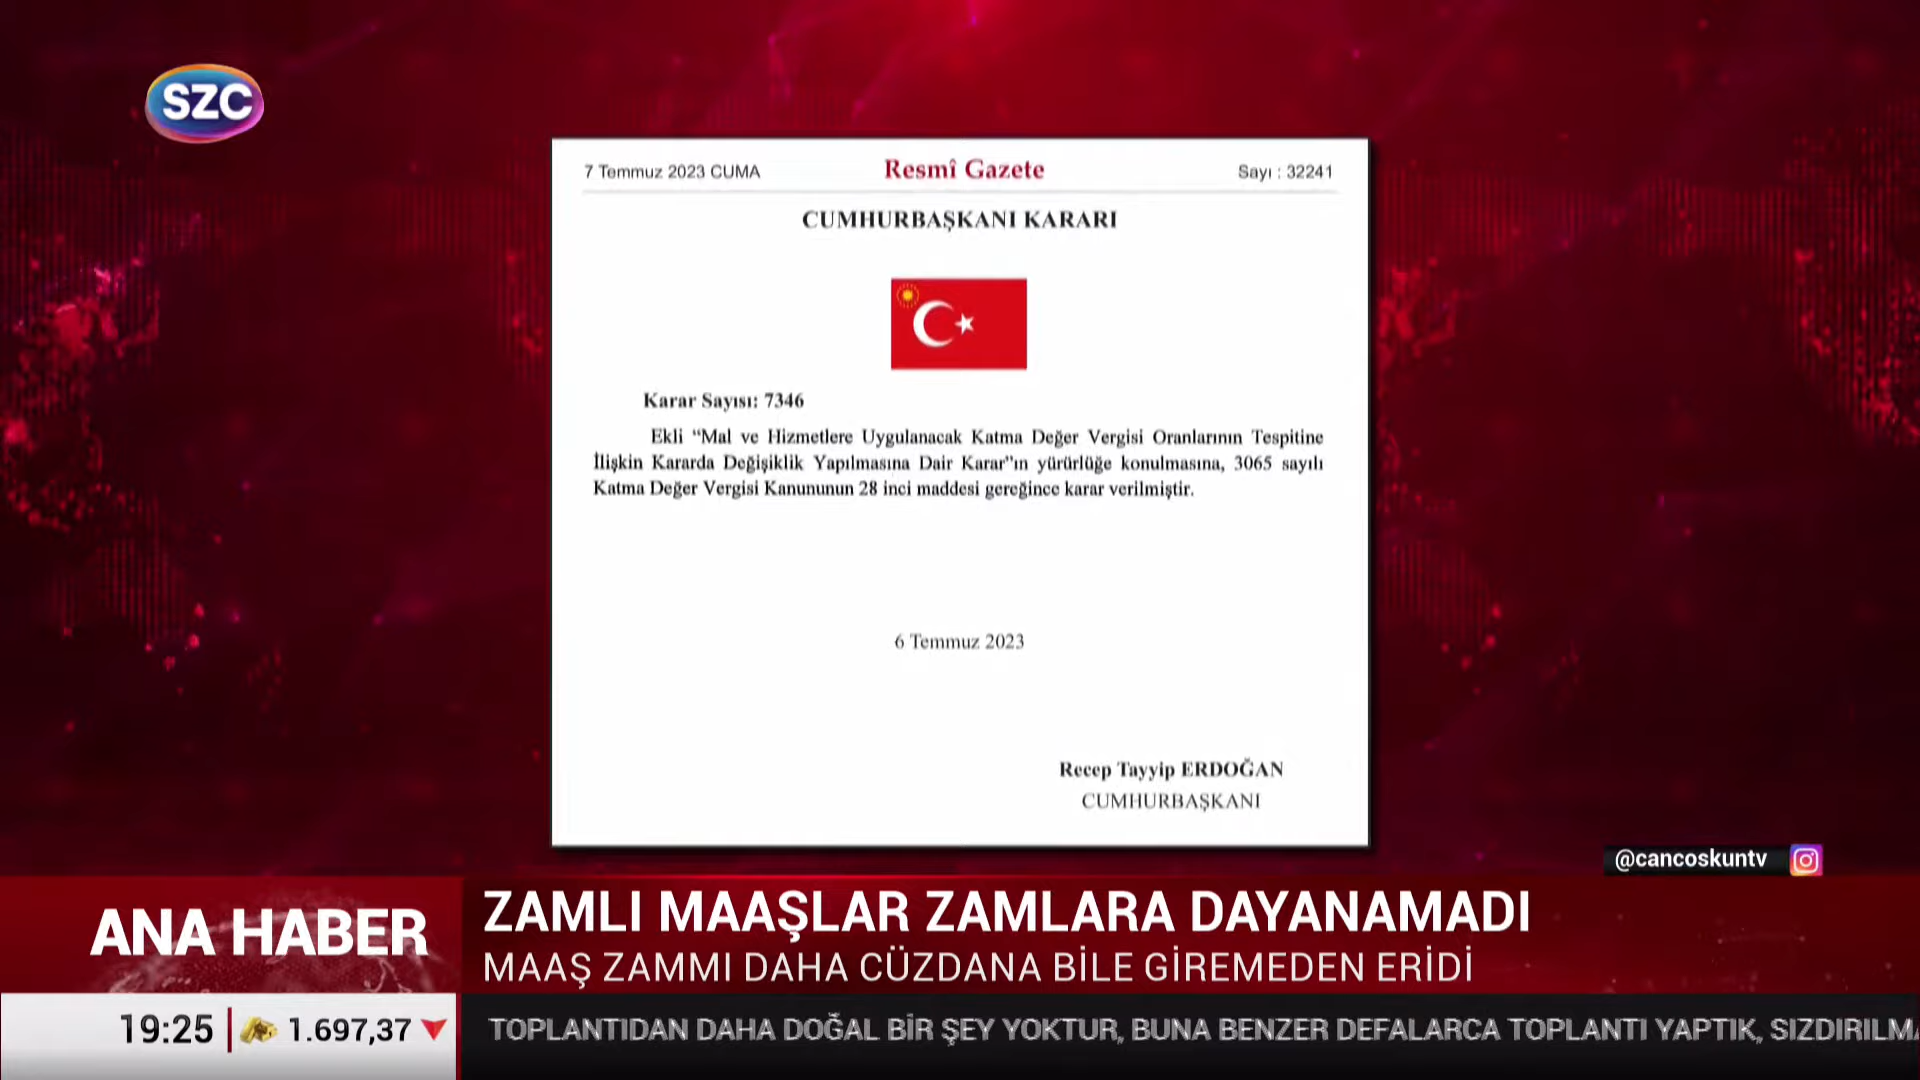 SZC
7 Temmuz 2023 CUMA
Resmî Gazete
Sayı : 32241
CUMHURBAŞKANI KARARI
Karar Sayısı: 7346
Ekli “Mal ve Hizmetlere Uygulanacak Katma Değer Vergisi Oranlarının Tespitine
İlişkin Kararda Değişiklik Yapılmasına Dair Karar”ın yürürlüğe konulmasına, 3065 sayılı
Katma Değer Vergisi Kanununun 28 inci maddesi gereğince karar verilmiştir.
6 Temmuz 2023
Recep Tayyip ERDOĞAN
CUMHURBAŞKANI
@cancoskuntv
ANA HABER
ZAMLI MAAŞLAR ZAMLARA DAYANAMADI
MAAŞ ZAMMI DAHA CÜZDANA BİLE GİREMEDEN ERİDİ
19:25
1.697,37
TOPLANTIDAN DAHA DOĞAL BİR ŞEY YOKTUR, BUNA BENZER DEFALARCA TOPLANTI YAPTIK,